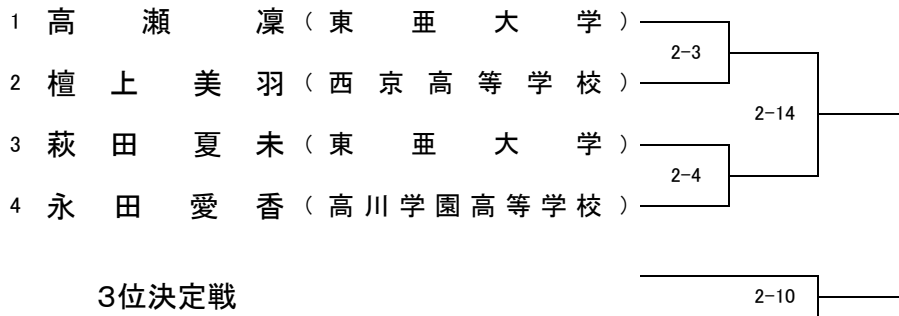 1 高瀬凜(東亜大学)
2-3
2 檀上美羽(西京高等学校)
2-14
3 萩田夏未(東亜大学)
2-4
4 永田愛香(高川学園高等学校)
3位決定戦
2-10